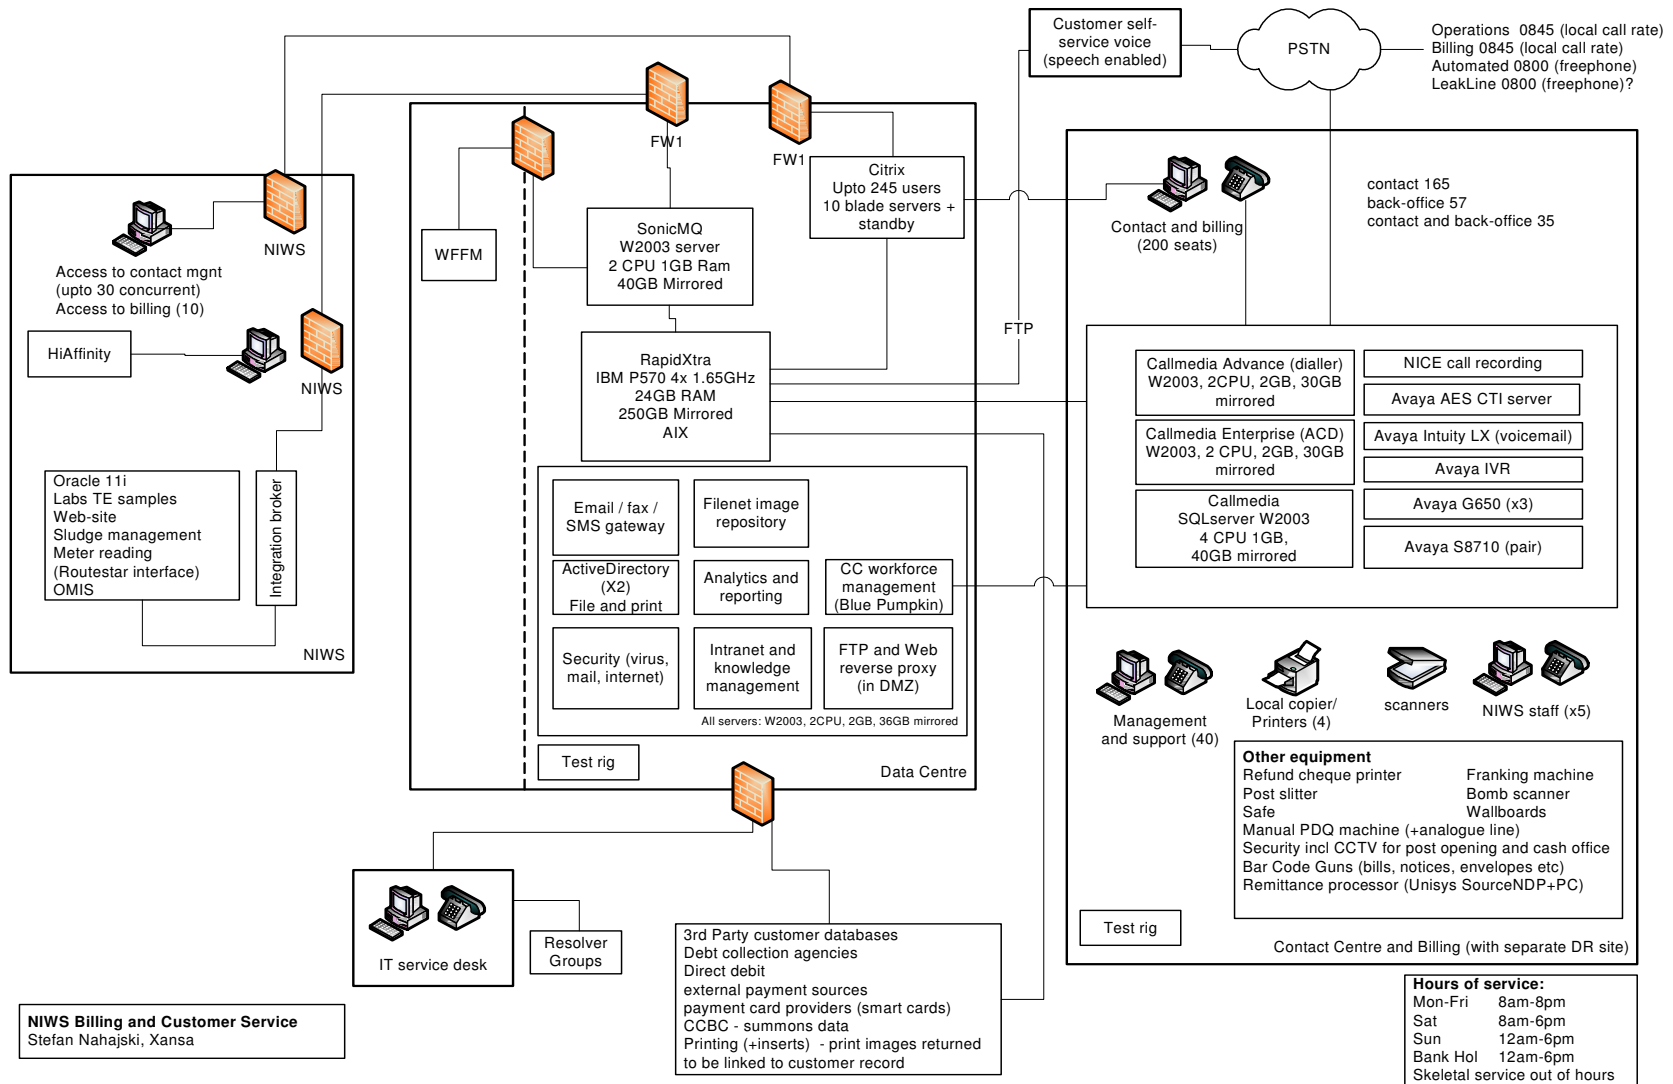 Customer self-
service voice
(speech enabled)
PSTN
Operations  0845 (local call rate)
Billing 0845 (local call rate)
Automated 0800 (freephone)
LeakLine 0800 (freephone)?
FW1
FW1
NIWS
Access to contact mgnt
(upto 30 concurrent)
Access to billing (10)
HiAffinity
NIWS
Oracle 11i
Labs TE samples
Web-site
Sludge management
Meter reading
(Routestar interface)
OMIS
Integration broker
NIWS
WFFM
SonicMQ
W2003 server
2 CPU 1GB Ram
40GB Mirrored
Citrix
Upto 245 users
10 blade servers +
standby
RapidXtra
IBM P570 4x 1.65GHz
24GB RAM
250GB Mirrored
AIX
FTP
Email / fax /
SMS gateway
Filenet image
repository
ActiveDirectory
(X2)
File and print
Analytics and
reporting
CC workforce
management
(Blue Pumpkin)
Security (virus,
mail, internet)
Intranet and
knowledge
management
FTP and Web
reverse proxy
(in DMZ)
All servers: W2003, 2CPU, 2GB, 36GB mirrored
Test rig
Data Centre
Contact and billing
(200 seats)
contact 165
back-office 57
contact and back-office 35
Callmedia Advance (dialler)
W2003, 2CPU, 2GB, 30GB
mirrored
Callmedia Enterprise (ACD)
W2003, 2 CPU, 2GB, 30GB
mirrored
Callmedia
SQLserver W2003
4 CPU 1GB,
40GB mirrored
NICE call recording
Avaya AES CTI server
Avaya Intuity LX (voicemail)
Avaya IVR
Avaya G650 (x3)
Avaya S8710 (pair)
Management
and support (40)
Local copier/
Printers (4)
scanners
NIWS staff (x5)
Other equipment
Refund cheque printer
Franking machine
Post slitter
Bomb scanner
Safe
Wallboards
Manual PDQ machine (+analogue line)
Security incl CCTV for post opening and cash office
Bar Code Guns (bills, notices, envelopes etc)
Remittance processor (Unisys SourceNDP+PC)
Test rig
Contact Centre and Billing (with separate DR site)
IT service desk
Resolver
Groups
3rd Party customer databases
Debt collection agencies
Direct debit
external payment sources
payment card providers (smart cards)
CCBC - summons data
Printing (+inserts)  - print images returned
to be linked to customer record
NIWS Billing and Customer Service
Stefan Nahajski, Xansa
Hours of service:
Mon-Fri 8am-8pm
Sat 8am-6pm
Sun 12am-6pm
Bank Hol 12am-6pm
Skeletal service out of hours